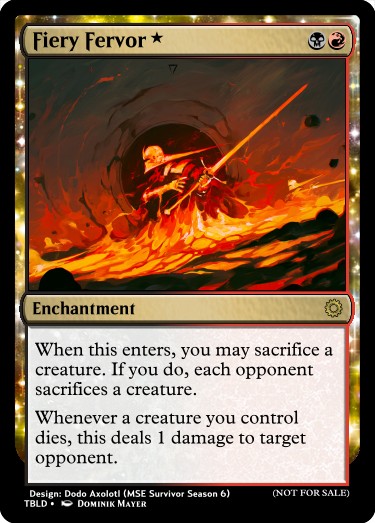 Fiery Fervor ★
Enchantment
When this enters, you may sacrifice a
creature. If you do, each opponent
sacrifices a creature.
Whenever a creature you control
dies, this deals 1 damage to target
opponent.
Design: Dodo Axolotl (MSE Survivor Season 6) (NOT FOR SALE)
TBLD • Dominik Mayer